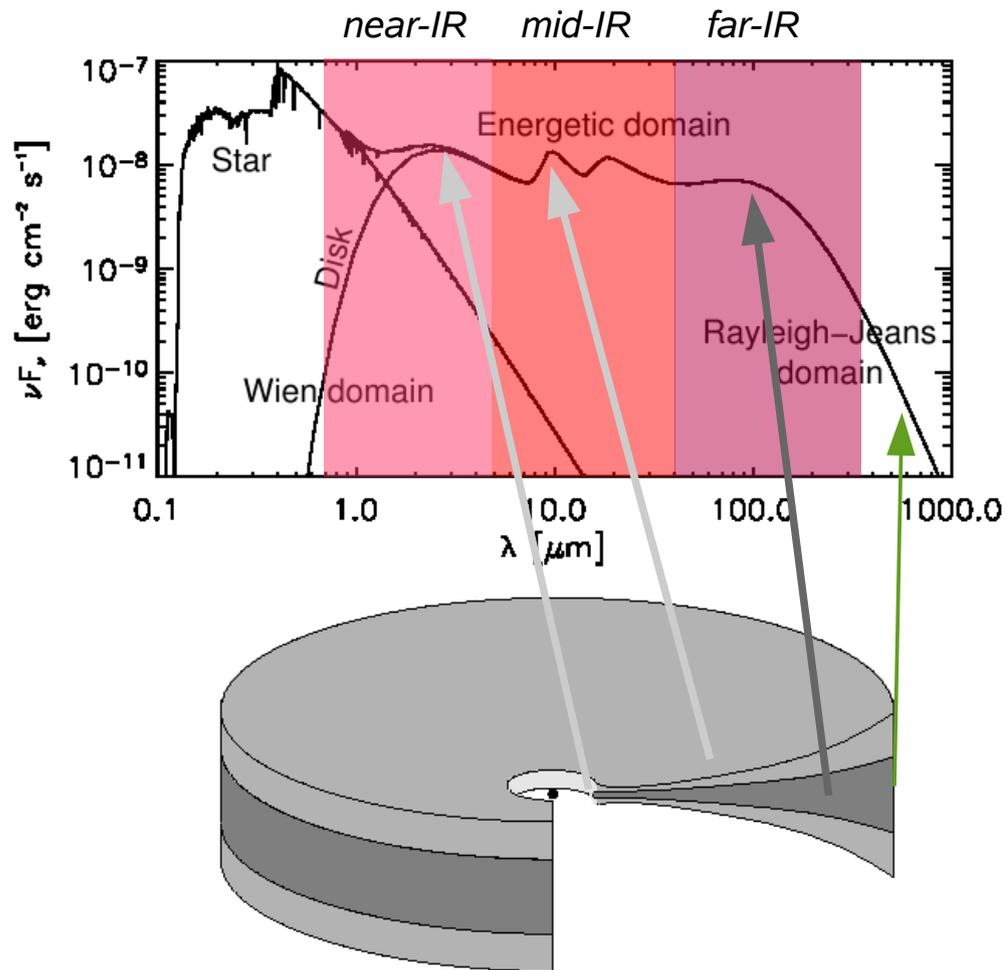 near-IR mid-IR far-IR
νFᵥ [erg cm⁻² s⁻¹]
10⁻⁷
10⁻⁸
10⁻⁹
10⁻¹⁰
10⁻¹¹
Energetic domain
Star
Disk
Rayleigh–Jeans
domain
Wien domain
0.1 1.0 10.0 100.0 1000.0
λ [μm]